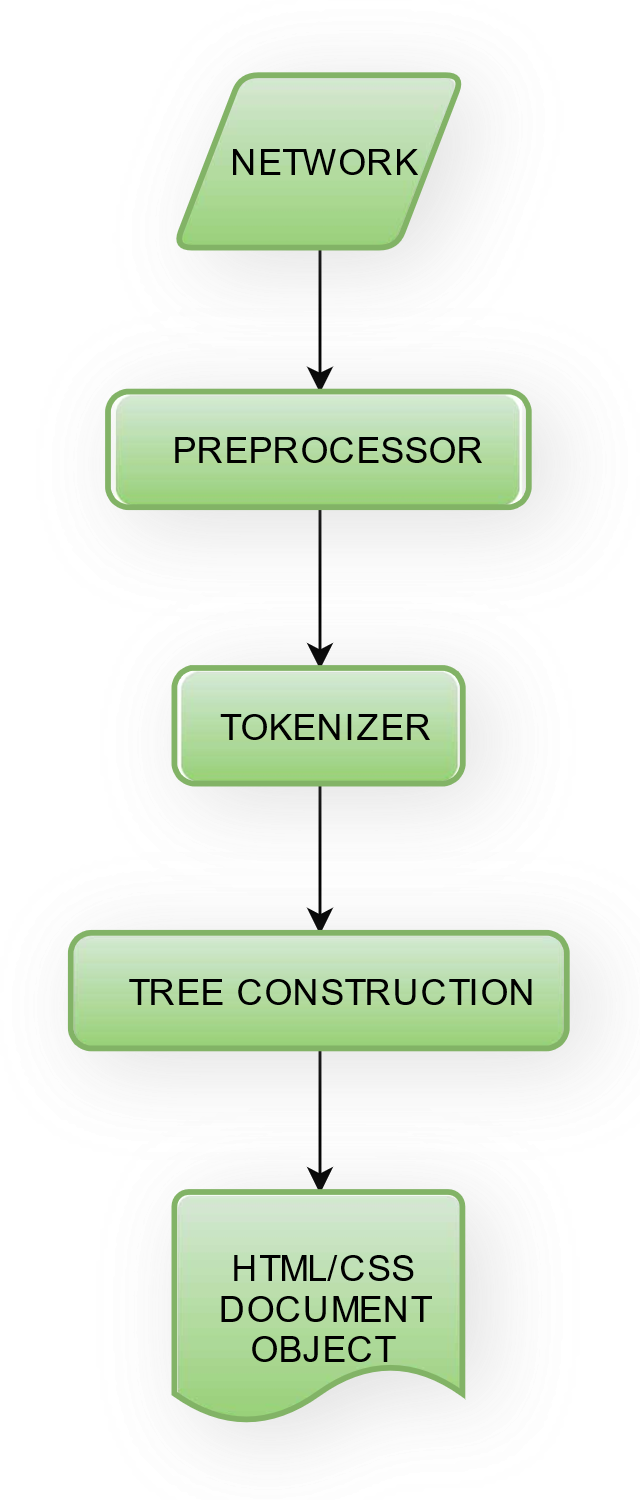 NETWORK
PREPROCESSOR
TOKENIZER
TREE CONSTRUCTION
HTML/CSS
DOCUMENT
OBJECT